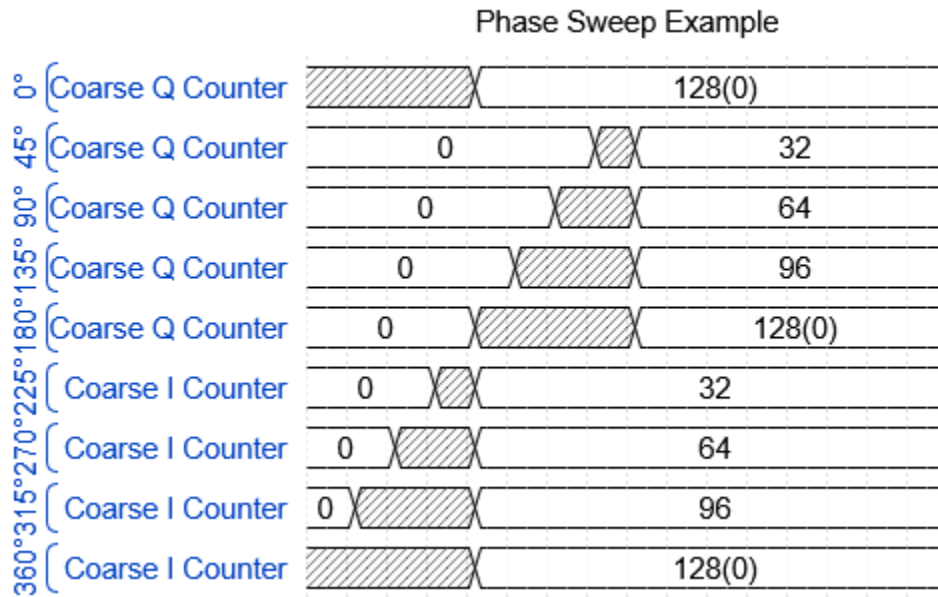 Phase Sweep Example
0° Coarse Q Counter 128(0)
45° Coarse Q Counter 0 32
90° Coarse Q Counter 0 64
135° Coarse Q Counter 0 96
180° Coarse Q Counter 0 128(0)
225° Coarse I Counter 0 32
270° Coarse I Counter 0 64
315° Coarse I Counter 0 96
360° Coarse I Counter 128(0)